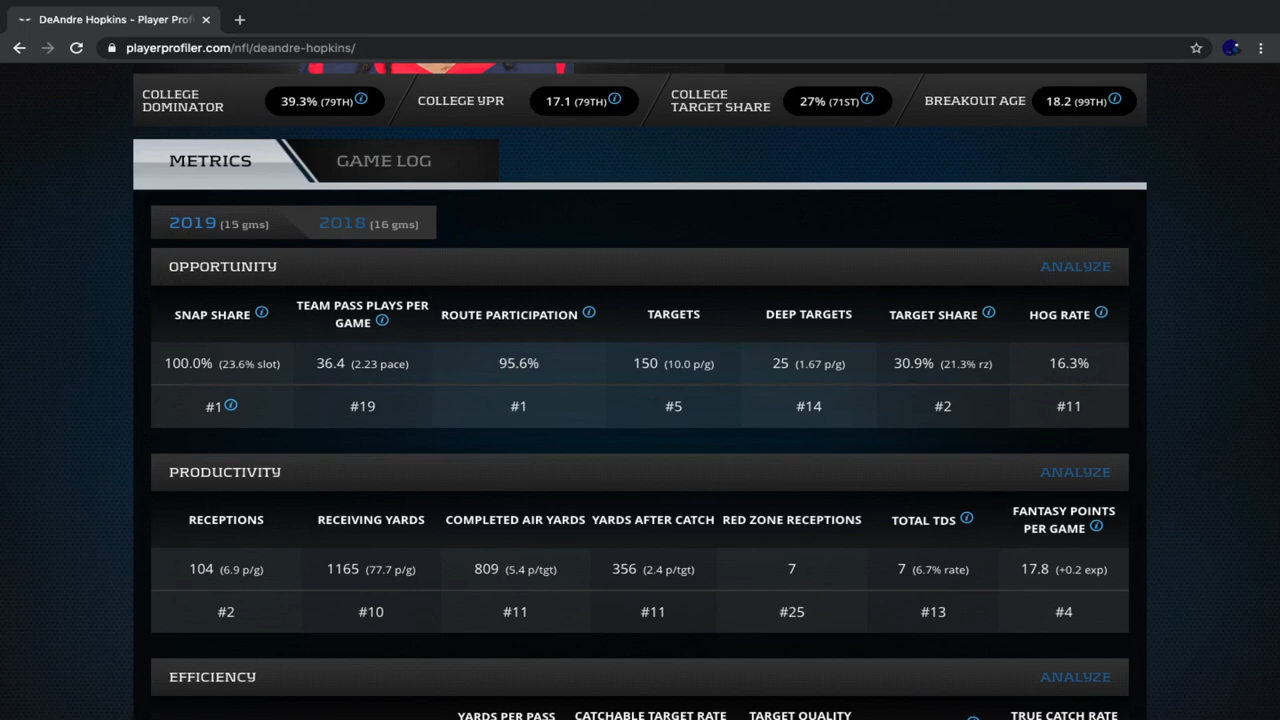 DeAndre Hopkins - Player Profi
playerprofiler.com/nfl/deandre-hopkins/
COLLEGE DOMINATOR 39.3% (79TH) COLLEGE YPR 17.1 (79TH) COLLEGE TARGET SHARE 27% (71ST) BREAKOUT AGE 18.2 (99TH)
METRICS GAME LOG
2019 (15 gms) 2018 (16 gms)
OPPORTUNITY ANALYZE
SNAP SHARE TEAM PASS PLAYS PER GAME ROUTE PARTICIPATION TARGETS DEEP TARGETS TARGET SHARE HOG RATE
100.0% (23.6% slot) 36.4 (2.23 pace) 95.6% 150 (10.0 p/g) 25 (1.67 p/g) 30.9% (21.3% rz) 16.3%
#1 #19 #1 #5 #14 #2 #11
PRODUCTIVITY ANALYZE
RECEPTIONS RECEIVING YARDS COMPLETED AIR YARDS YARDS AFTER CATCH RED ZONE RECEPTIONS TOTAL TDS FANTASY POINTS PER GAME
104 (6.9 p/g) 1165 (77.7 p/g) 809 (5.4 p/tgt) 356 (2.4 p/tgt) 7 7 (6.7% rate) 17.8 (+0.2 exp)
#2 #10 #11 #11 #25 #13 #4
EFFICIENCY ANALYZE
YARDS PER PASS CATCHABLE TARGET RATE TARGET QUALITY TRUE CATCH RATE